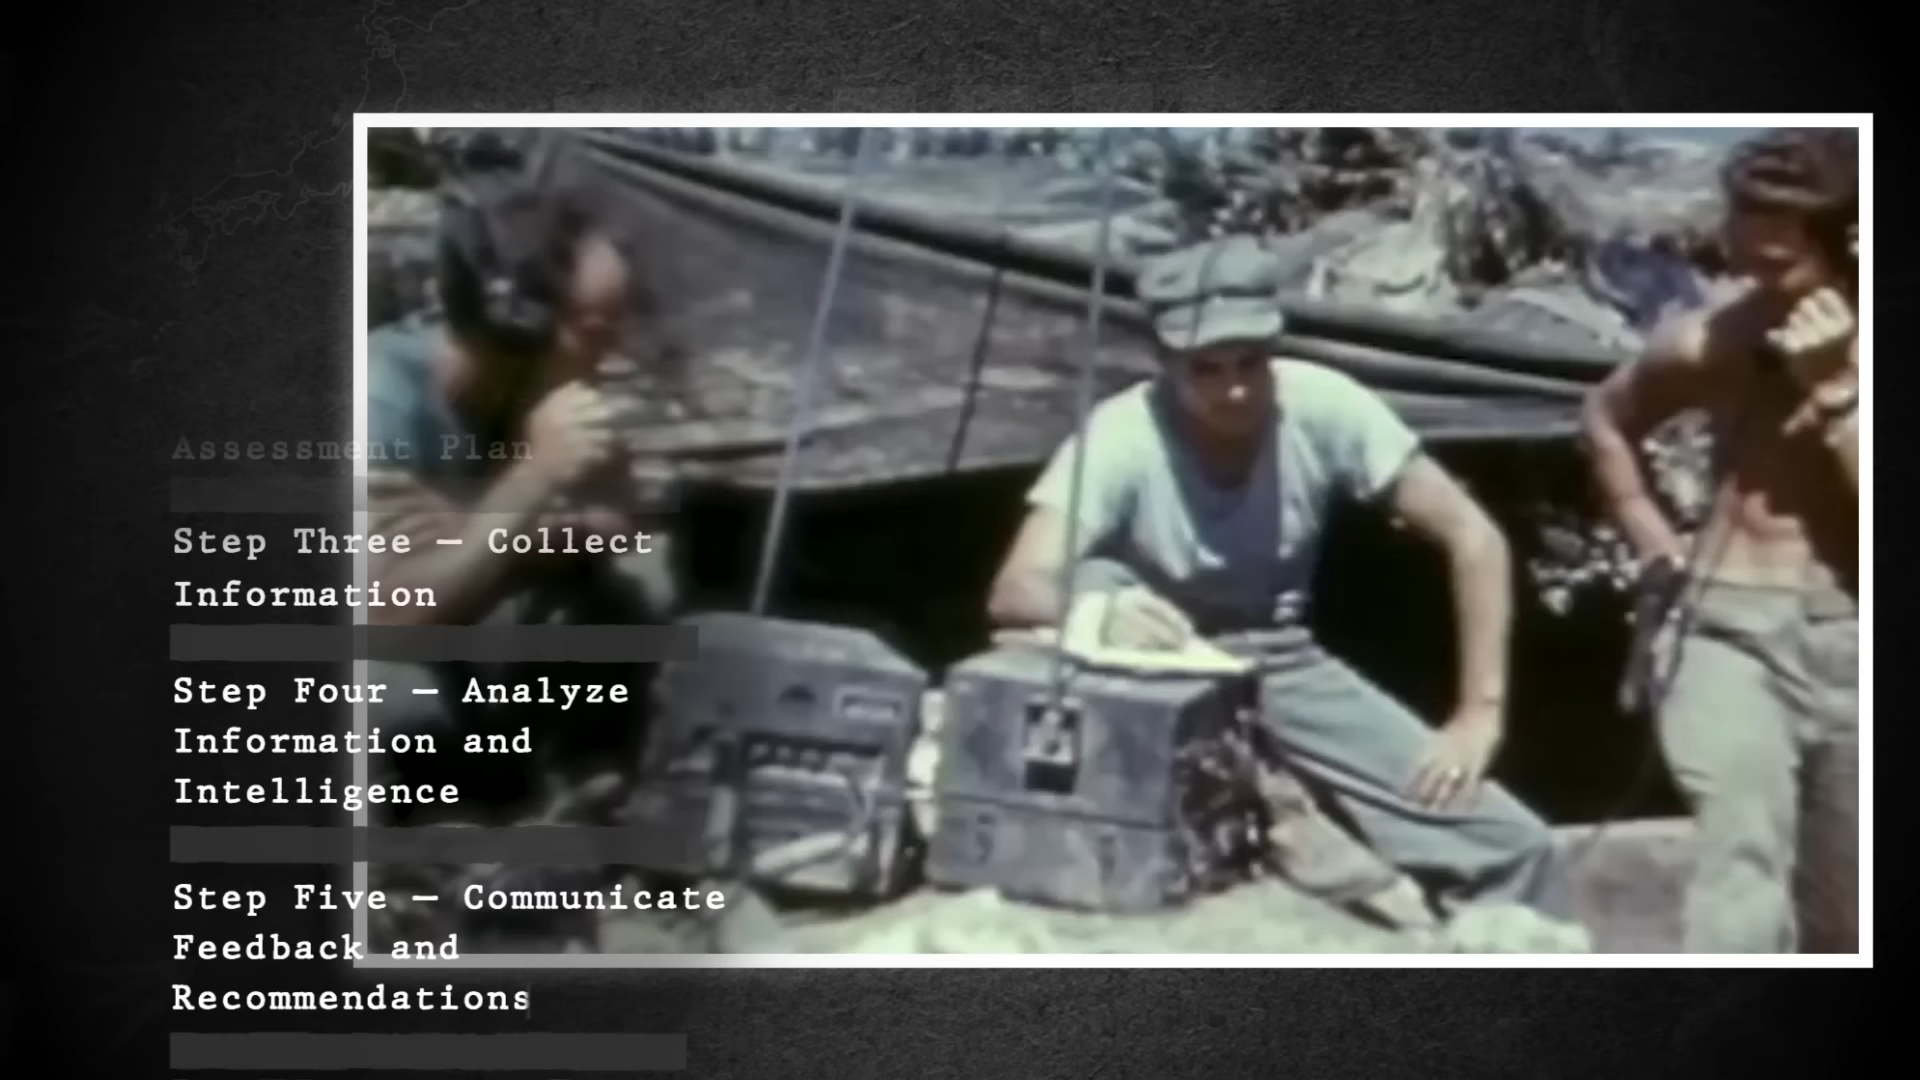 Assessment Plan
Step Three — Collect
Information
Step Four — Analyze
Information and
Intelligence
Step Five — Communicate
Feedback and
Recommendations